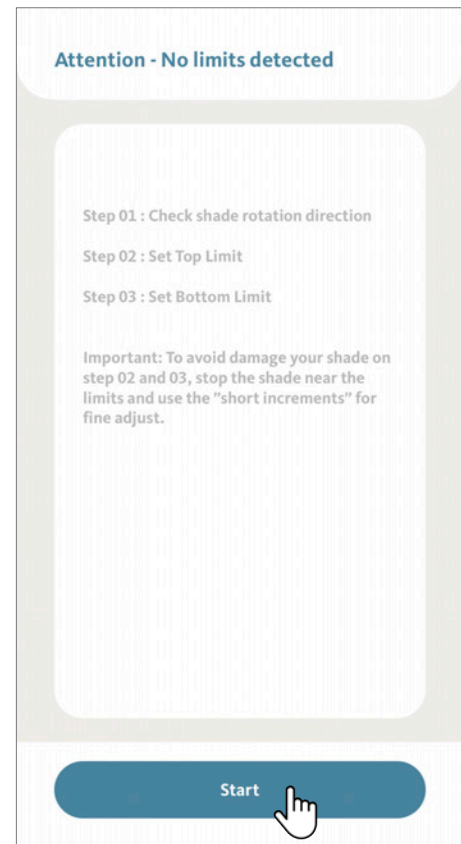 Attention - No limits detected
Step 01 : Check shade rotation direction
Step 02 : Set Top Limit
Step 03 : Set Bottom Limit
Important: To avoid damage your shade on
step 02 and 03, stop the shade near the
limits and use the ”short increments” for
fine adjust.
Start